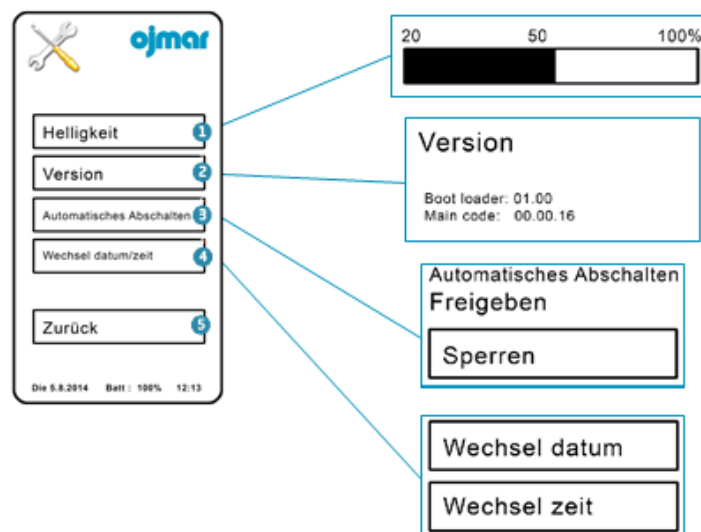 ojmar
Helligkeit 1
Version 2
Automatisches Abschalten 3
Wechsel datum/zeit 4
Zurück 5
Die 5.8.2014 Batt : 100% 12:13
20 50 100%
Version
Boot loader: 01.00
Main code: 00.00.16
Automatisches Abschalten
Freigeben
Sperren
Wechsel datum
Wechsel zeit